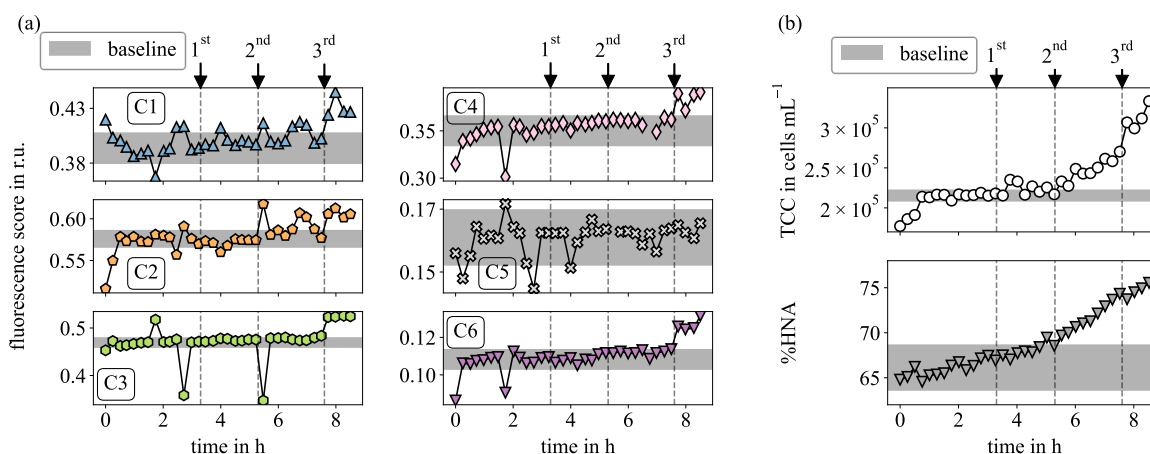 (a)
baseline
1st 2nd 3rd
1st 2nd 3rd
fluorescence score in r.u.
0.43
0.38
C1
0.60
0.55
C2
0.5
0.4
C3
0 2 4 6 8
time in h
0.35
0.30
C4
0.17
0.15
C5
0.12
0.10
C6
0 2 4 6 8
time in h
(b)
baseline
1st 2nd 3rd
TCC in cells mL−1
3 × 10^5
2 × 10^5
2 × 10^5
%HNA
75
70
65
0 2 4 6 8
time in h